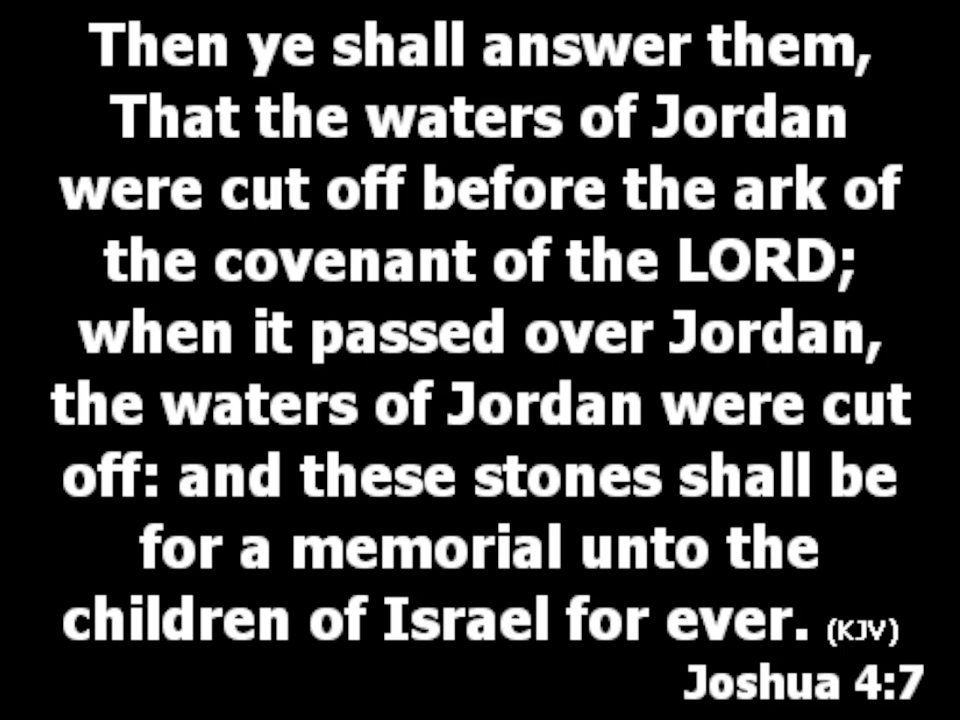 Then ye shall answer them,
That the waters of Jordan
were cut off before the ark of
the covenant of the LORD;
when it passed over Jordan,
the waters of Jordan were cut
off: and these stones shall be
for a memorial unto the
children of Israel for ever. (KJV)
Joshua 4:7